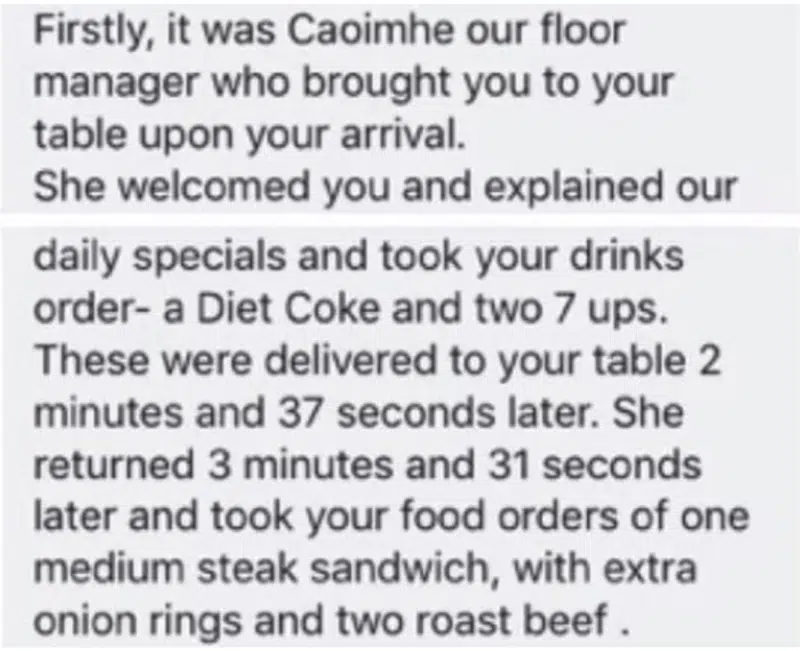 Firstly, it was Caoimhe our floor
manager who brought you to your
table upon your arrival.
She welcomed you and explained our
daily specials and took your drinks
order- a Diet Coke and two 7 ups.
These were delivered to your table 2
minutes and 37 seconds later. She
returned 3 minutes and 31 seconds
later and took your food orders of one
medium steak sandwich, with extra
onion rings and two roast beef .